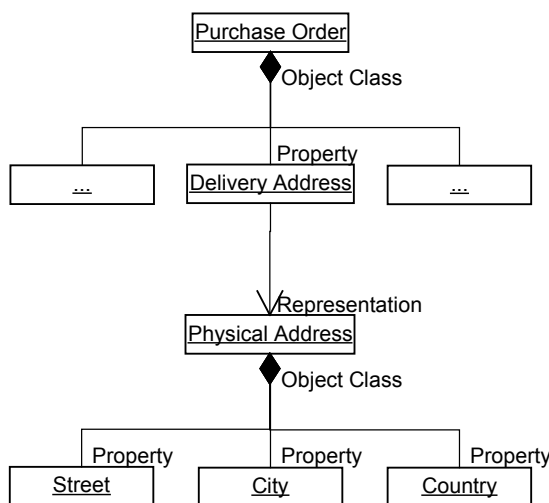 Purchase Order
Object Class
Property
...
Delivery Address
...
Representation
Physical Address
Object Class
Property
Property
Property
Street
City
Country